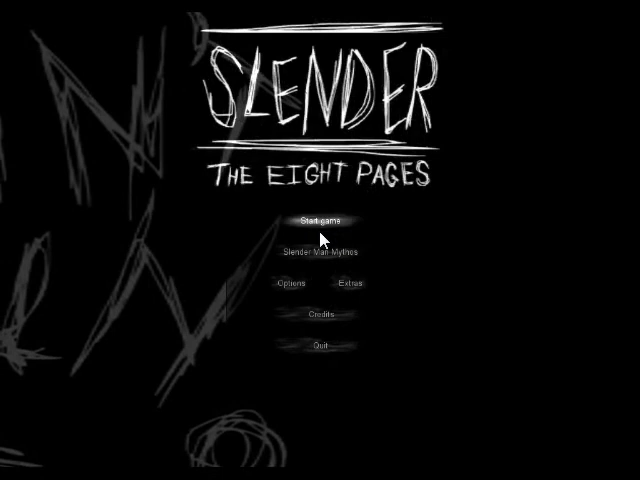 SLENDER
THE EIGHT PAGES
Start game
Slender Man Mythos
Options Extras
Credits
Quit